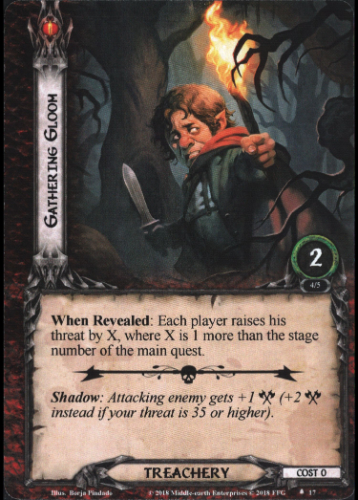 GATHERING GLOOM
2
4/5
When Revealed: Each player raises his
threat by X, where X is 1 more than the stage
number of the main quest.
Shadow: Attacking enemy gets +1 (+2
instead if your threat is 35 or higher).
TREACHERY
COST 0
Illus. Borja Pindado
© 2018 Middle-earth Enterprises © 2018 FFG
17